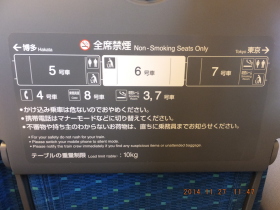 ←博多 Hakata
全席禁煙 Non-Smoking Seats Only
Tokyo 東京→
5号車 6号車 7号車
4号車 8号車 3,7号車
●かけ込み乗車は危ないのでおやめください。
●携帯電話はマナーモードなどに切り替えてください。
●不審物や持ち主のわからないお荷物は、直ちに乗務員までお知らせください。
●For your safety do not rush for your train.
●Please set your mobile phone to silent mode.
●Please notify the train crew immediately if you find any suspicious items or unattended baggage.
テーブルの重量制限 Load limit (table) : 10kg
2014 11 21 11:47